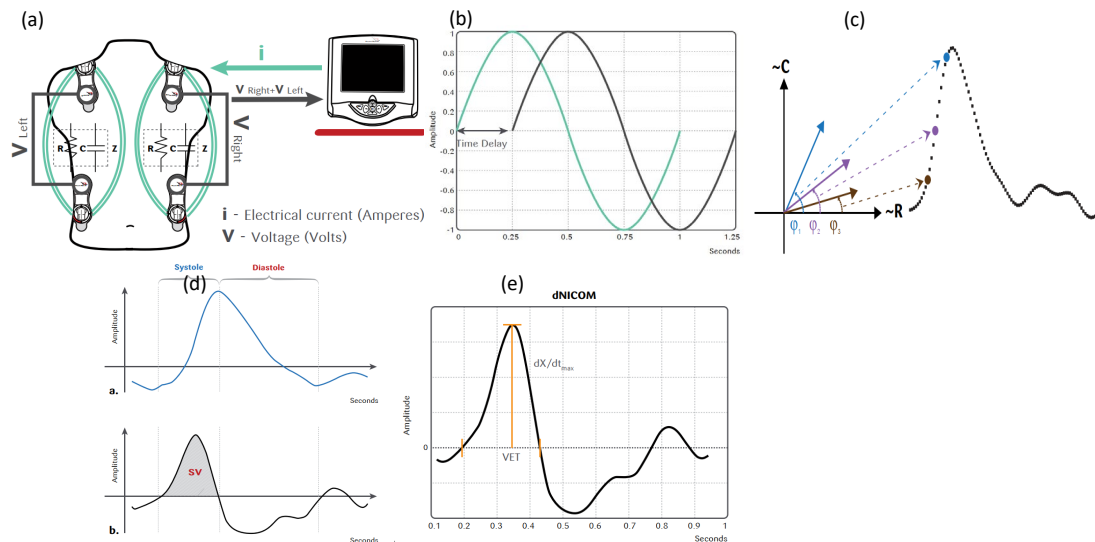 (a)
i
V Right+V Left
V Left
V Right
R C Z
R C Z
i - Electrical current (Amperes)
V - Voltage (Volts)
(b)
1
0.8
0.6
0.4
0.2
0
-0.2
-0.4
-0.6
-0.8
-1
Amplitude
Time Delay
0 0.25 0.5 0.75 1 1.25
Seconds
(c)
~C
~R
φ1 φ2 φ3
(d)
Systole Diastole
Amplitude
a.
Seconds
Amplitude
SV
b.
Seconds
(e)
dNICOM
Amplitude
0
dX/dtmax
VET
0.1 0.2 0.3 0.4 0.5 0.6 0.7 0.8 0.9 1
Seconds